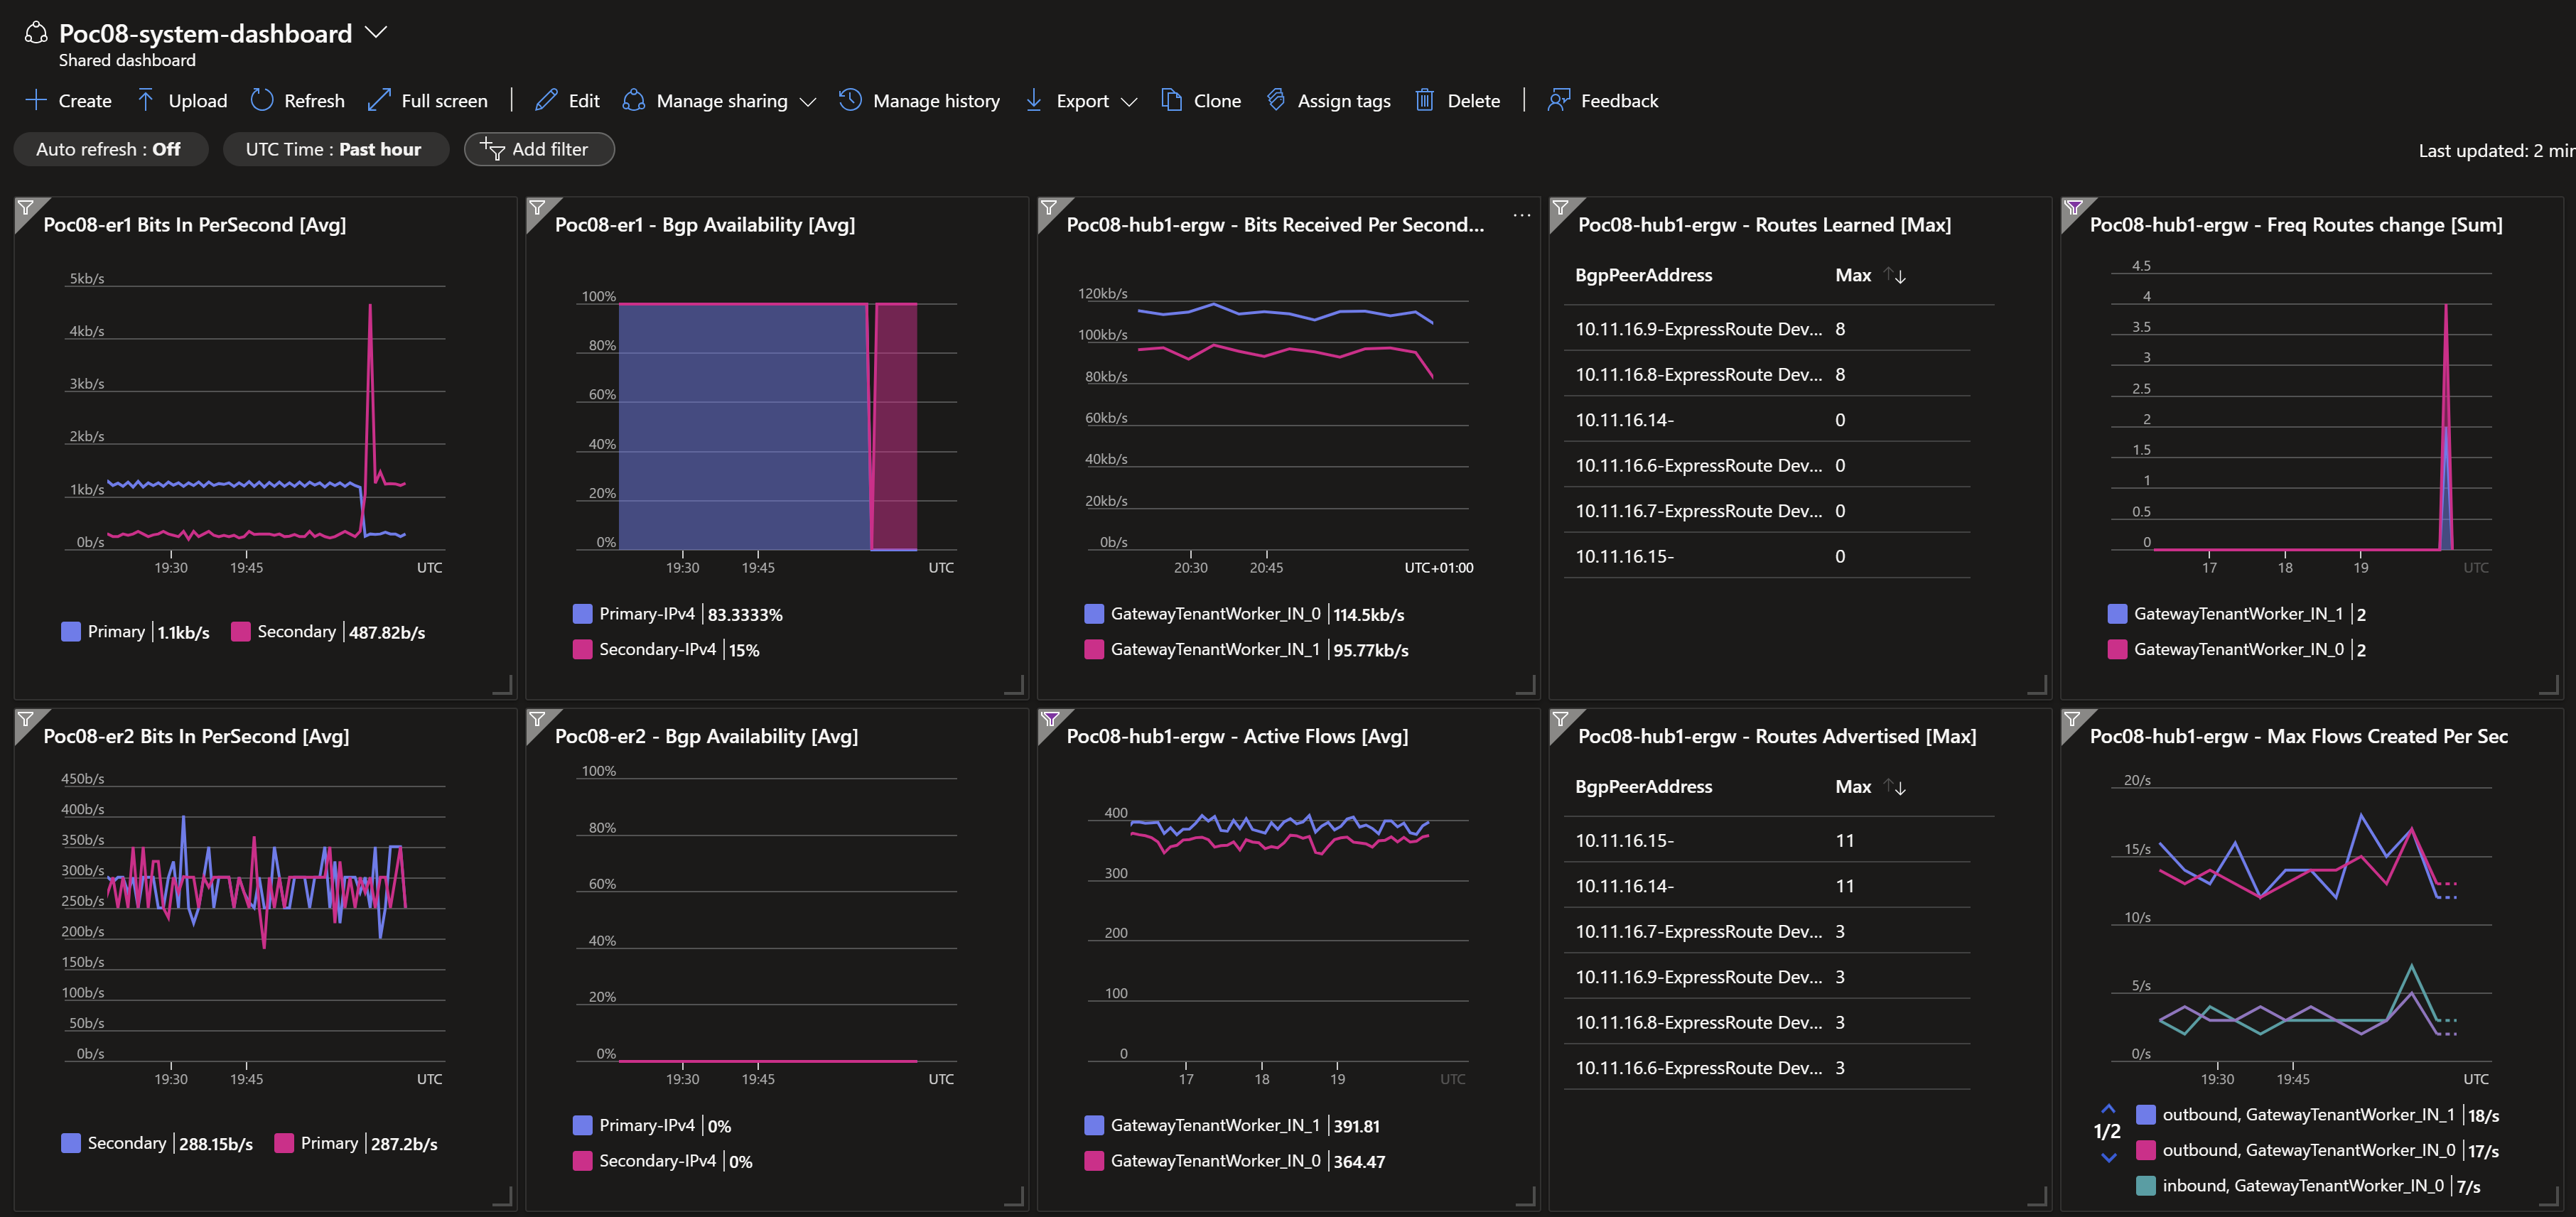 Poc08-system-dashboard
Shared dashboard
Create Upload Refresh Full screen Edit Manage sharing Manage history Export Clone Assign tags Delete Feedback
Auto refresh : Off UTC Time : Past hour Add filter Last updated: 2 min
Poc08-er1 Bits In PerSecond [Avg]
5kb/s
4kb/s
3kb/s
2kb/s
1kb/s
0b/s
19:30 19:45 UTC
Primary 1.1kb/s Secondary 487.82b/s
Poc08-er1 - Bgp Availability [Avg]
100%
80%
60%
40%
20%
0%
19:30 19:45 UTC
Primary-IPv4 83.3333%
Secondary-IPv4 15%
Poc08-hub1-ergw - Bits Received Per Second...
120kb/s
100kb/s
80kb/s
60kb/s
40kb/s
20kb/s
0b/s
20:30 20:45 UTC+01:00
GatewayTenantWorker_IN_0 114.5kb/s
GatewayTenantWorker_IN_1 95.77kb/s
Poc08-hub1-ergw - Routes Learned [Max]
BgpPeerAddress Max
10.11.16.9-ExpressRoute Dev... 8
10.11.16.8-ExpressRoute Dev... 8
10.11.16.14- 0
10.11.16.6-ExpressRoute Dev... 0
10.11.16.7-ExpressRoute Dev... 0
10.11.16.15- 0
Poc08-hub1-ergw - Freq Routes change [Sum]
4.5
4
3.5
3
2.5
2
1.5
1
0.5
0
17 18 19 UTC
GatewayTenantWorker_IN_1 2
GatewayTenantWorker_IN_0 2
Poc08-er2 Bits In PerSecond [Avg]
450b/s
400b/s
350b/s
300b/s
250b/s
200b/s
150b/s
100b/s
50b/s
0b/s
19:30 19:45 UTC
Secondary 288.15b/s Primary 287.2b/s
Poc08-er2 - Bgp Availability [Avg]
100%
80%
60%
40%
20%
0%
19:30 19:45 UTC
Primary-IPv4 0%
Secondary-IPv4 0%
Poc08-hub1-ergw - Active Flows [Avg]
400
300
200
100
0
17 18 19 UTC
GatewayTenantWorker_IN_1 391.81
GatewayTenantWorker_IN_0 364.47
Poc08-hub1-ergw - Routes Advertised [Max]
BgpPeerAddress Max
10.11.16.15- 11
10.11.16.14- 11
10.11.16.7-ExpressRoute Dev... 3
10.11.16.9-ExpressRoute Dev... 3
10.11.16.8-ExpressRoute Dev... 3
10.11.16.6-ExpressRoute Dev... 3
Poc08-hub1-ergw - Max Flows Created Per Sec
20/s
15/s
10/s
5/s
0/s
19:30 19:45 UTC
1/2
outbound, GatewayTenantWorker_IN_1 18/s
outbound, GatewayTenantWorker_IN_0 17/s
inbound, GatewayTenantWorker_IN_0 7/s